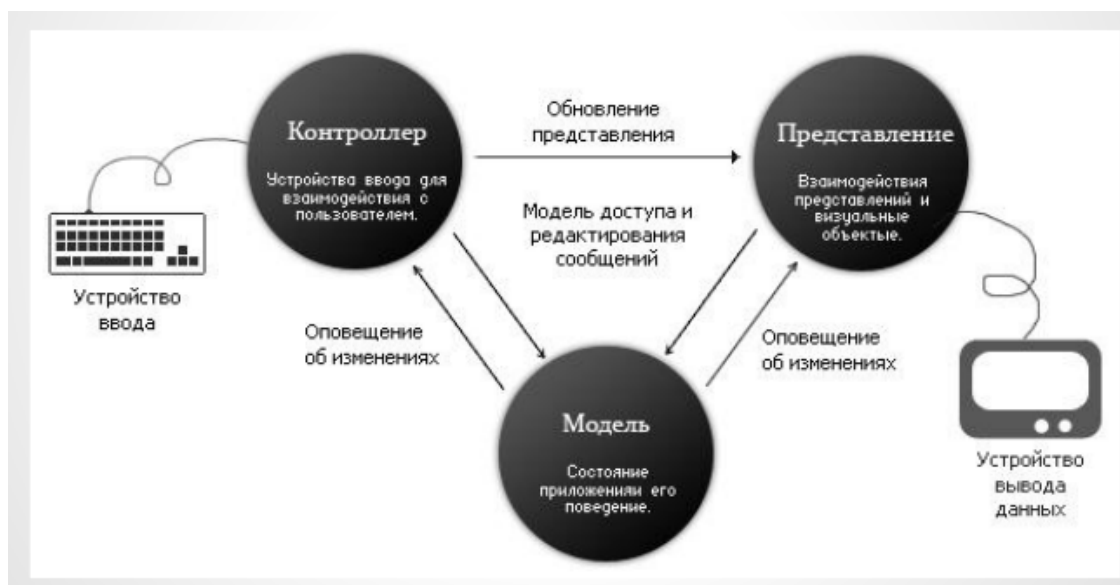 Контроллер
Устройства ввода для
взаимодействия с
пользователем.
Обновление
представления
Представление
Взаимодействия
представлений и
визуальные
объектые.
Модель доступа и
редактирования
сообщений
Устройство
ввода
Оповещение
об изменениях
Оповещение
об изменениях
Модель
Состояние
приложенили его
поведение.
Устройство
вывода
данных